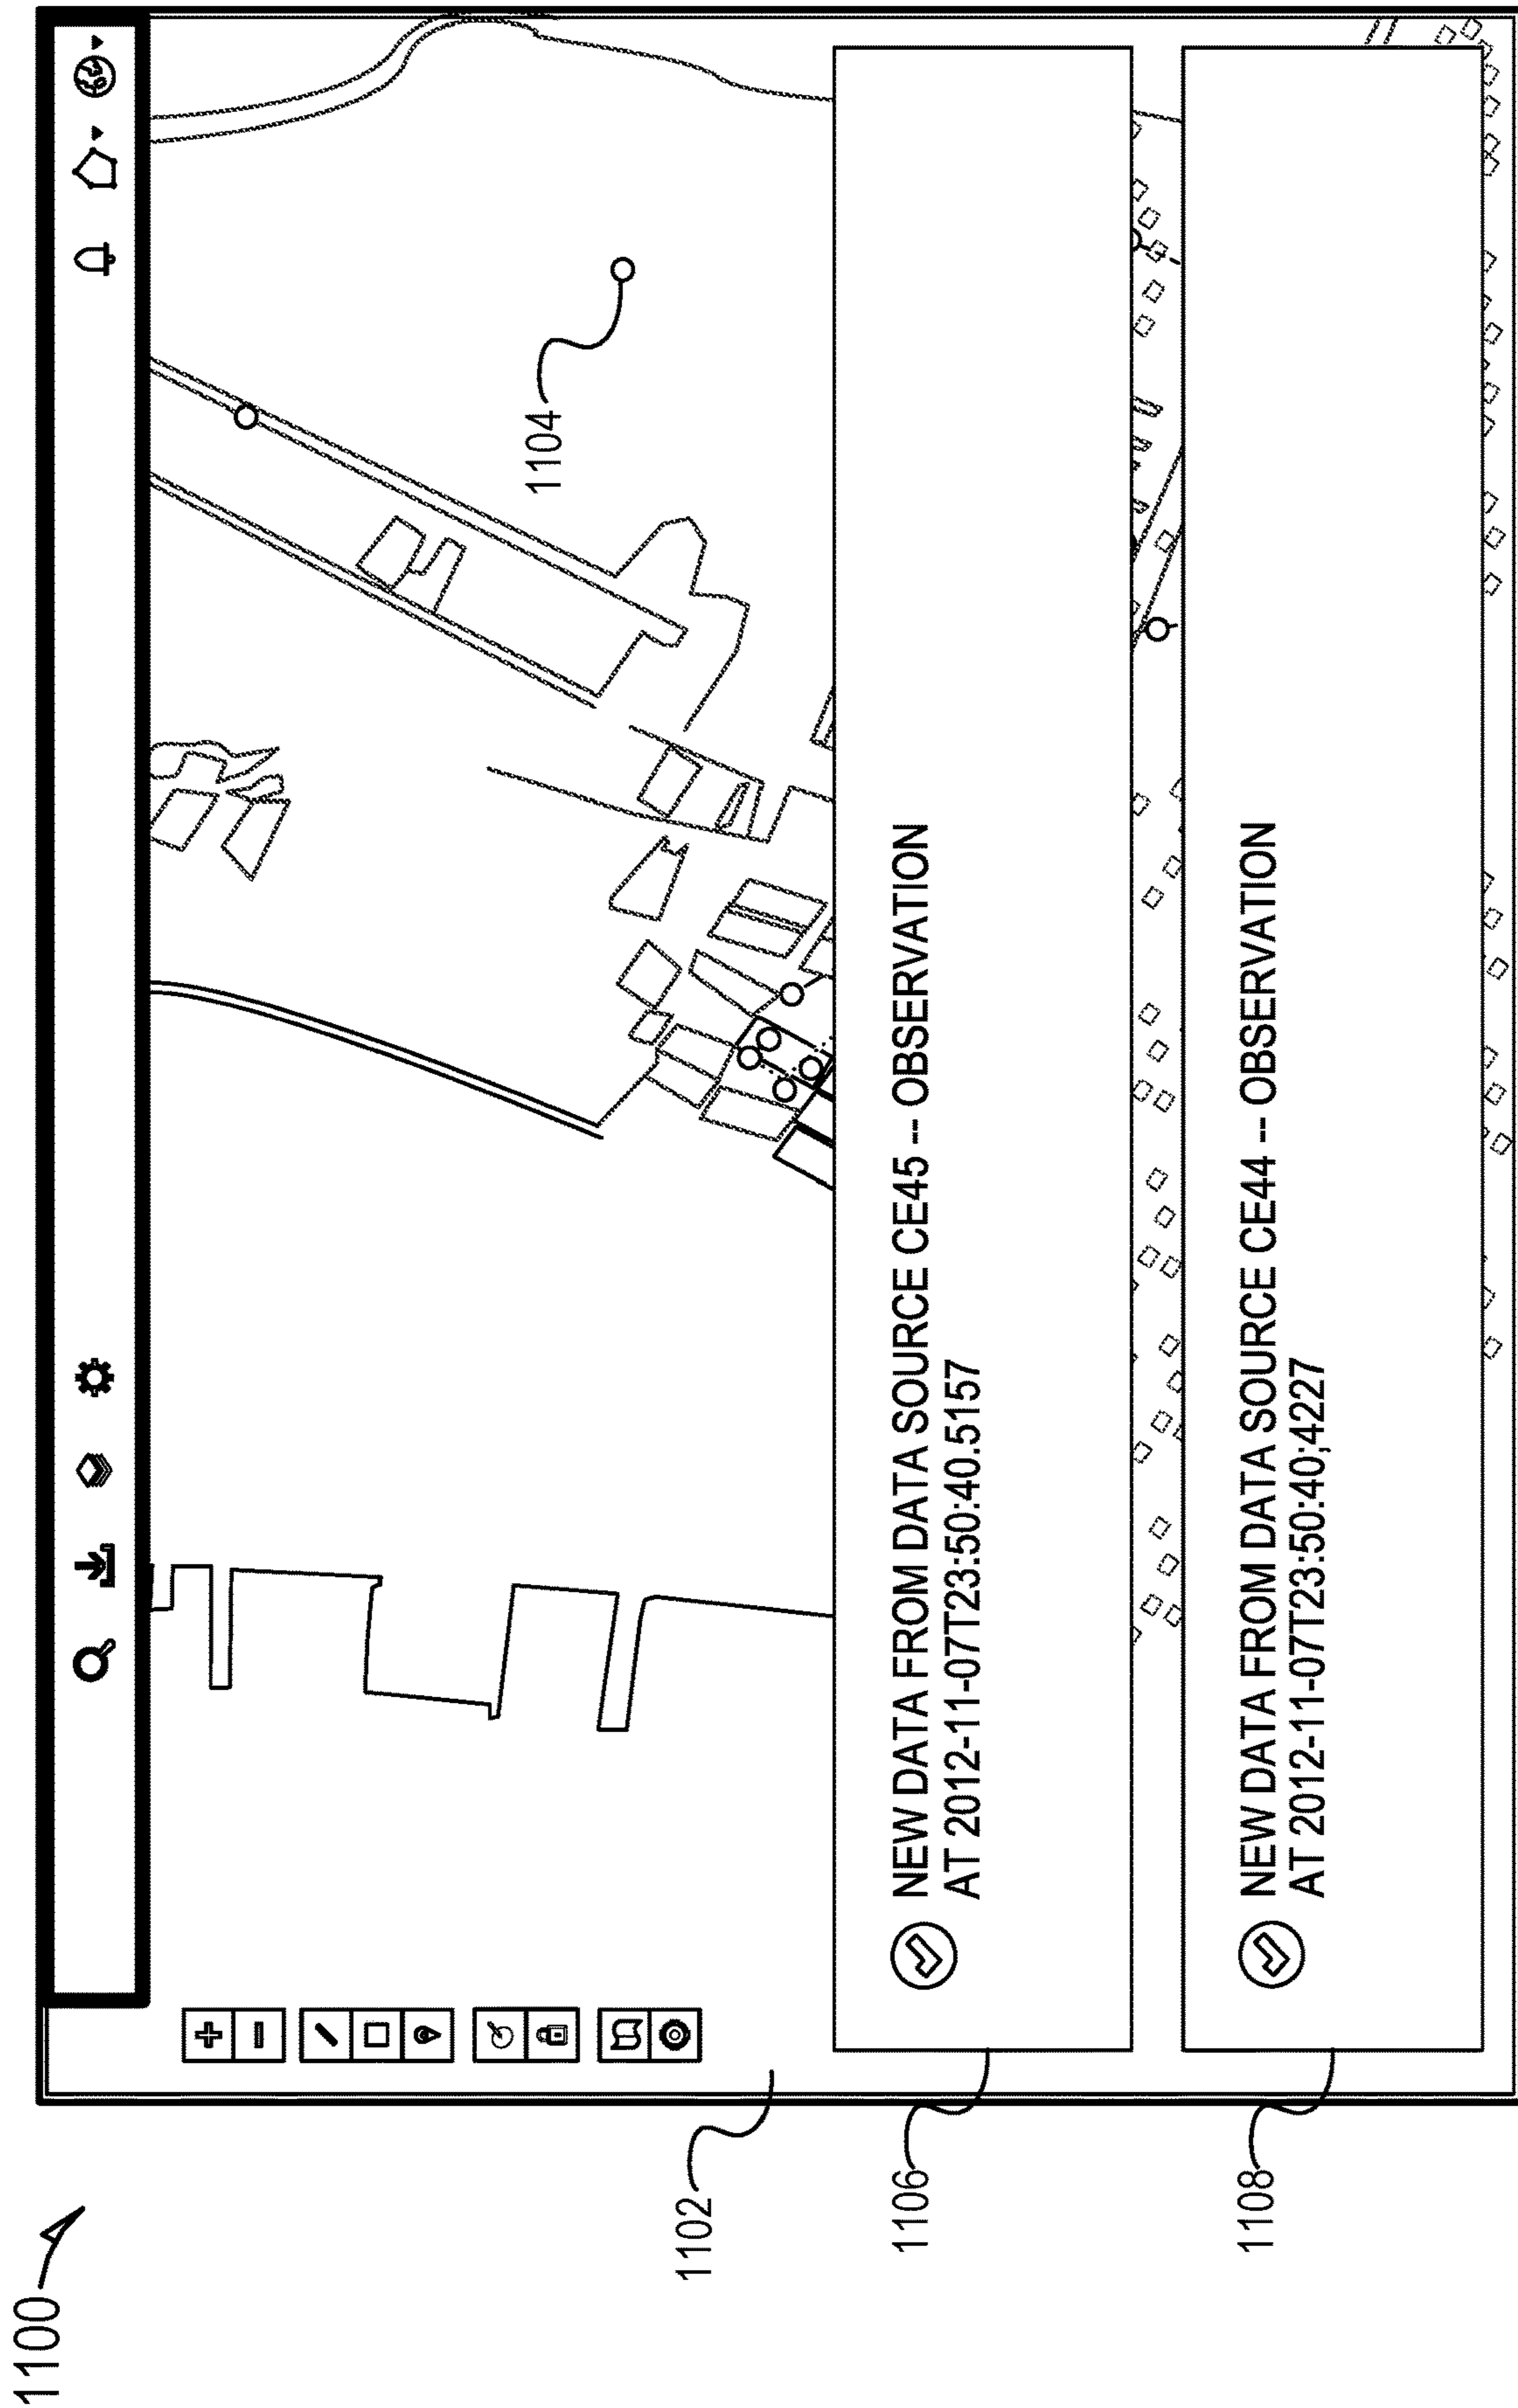 1100
1104
1102
1106
NEW DATA FROM DATA SOURCE CE45 -- OBSERVATION
AT 2012-11-07T23:50:40.5157
1108
NEW DATA FROM DATA SOURCE CE44 -- OBSERVATION
AT 2012-11-07T23:50:40;4227